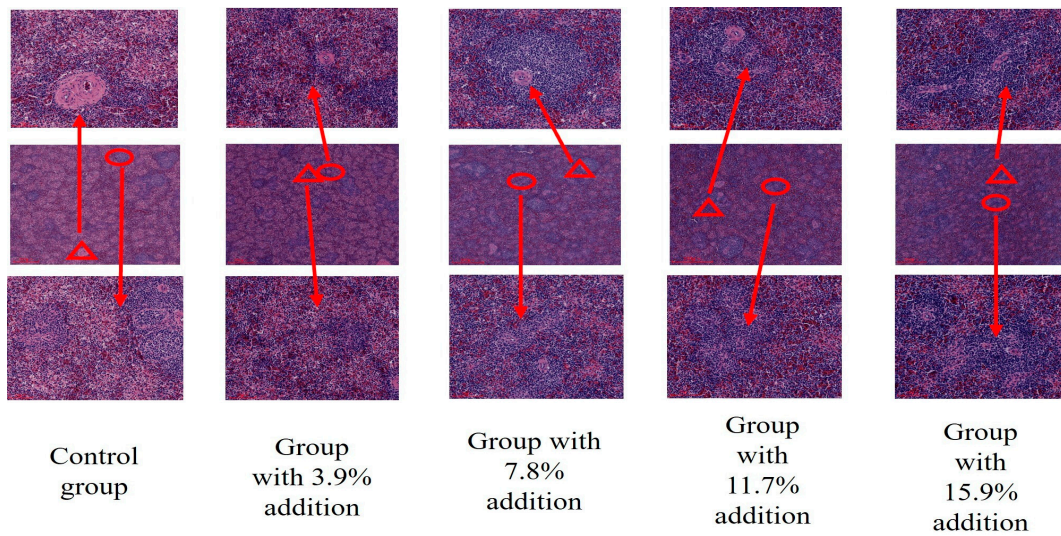 Control
group
Group
with 3.9%
addition
Group with
7.8%
addition
Group
with
11.7%
addition
Group
with
15.9%
addition